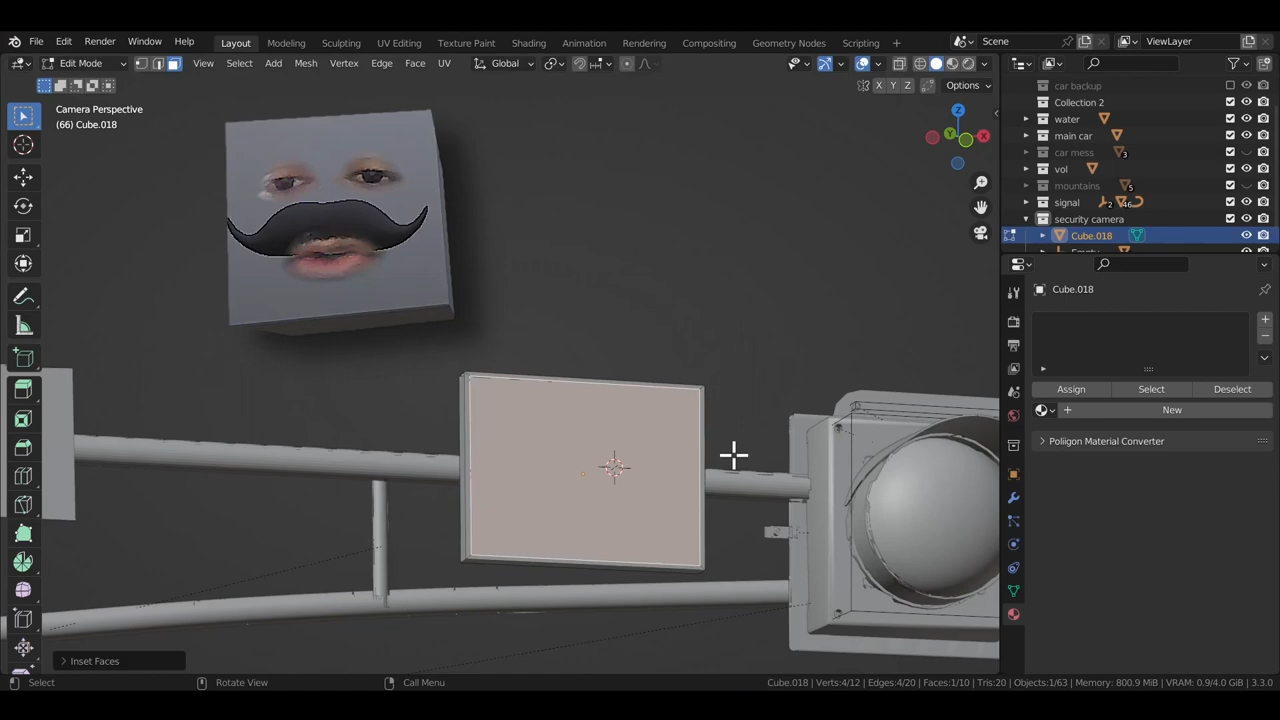 File Edit Render Window Help Layout Modeling Sculpting UV Editing Texture Paint Shading Animation Rendering Compositing Geometry Nodes Scripting + Scene ViewLayer
Edit Mode View Select Add Mesh Vertex Edge Face UV Global
X Y Z Options
car backup
Camera Perspective
Collection 2
(66) Cube.018
water
main car
car mess 3
vol
mountains 5
signal 2 46
security camera
Cube.018
Cube.018
Assign Select Deselect
New
Poliigon Material Converter
Inset Faces
Select Rotate View Call Menu Cube.018 | Verts:4/12 | Edges:4/20 | Faces:1/10 | Tris:20 | Objects:1/63 | Memory: 800.9 MiB | VRAM: 0.9/4.0 GiB | 3.3.0